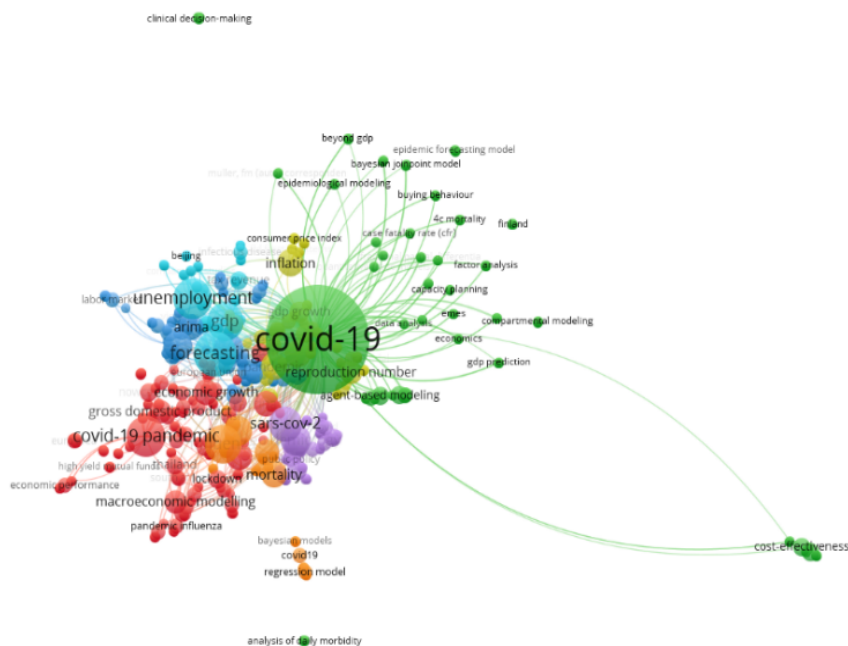 clinical decision-making
beyond gdp
epidemic forecasting model
bayesian joinpoint model
epidemiological modeling
buying behaviour
4c mortality
finland
case fatality rate (cfr)
consumer price index
beijing
inflation
factor analysis
labor market
unemployment
capacity planning
gdp growth
gdp
emes
compartmental modeling
arima
data analysis
covid-19
economics
forecasting
gdp prediction
reproduction number
economic growth
agent-based modeling
gross domestic product
sars-cov-2
covid-19 pandemic
public policy
thailand
high yield mutual funds
lockdown
mortality
economic performance
macroeconomic modelling
pandemic influenza
bayesian models
covid19
regression model
cost-effectiveness
analysis of daily morbidity